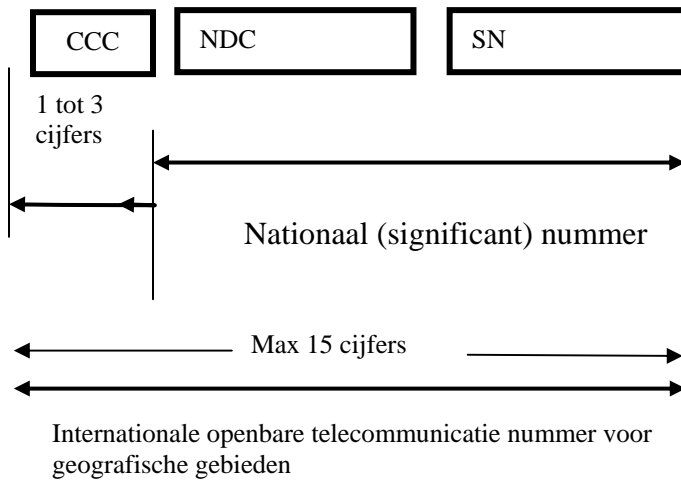 CCC NDC SN
1 tot 3
cijfers
Nationaal (significant) nummer
Max 15 cijfers
Internationale openbare telecommunicatie nummer voor
geografische gebieden